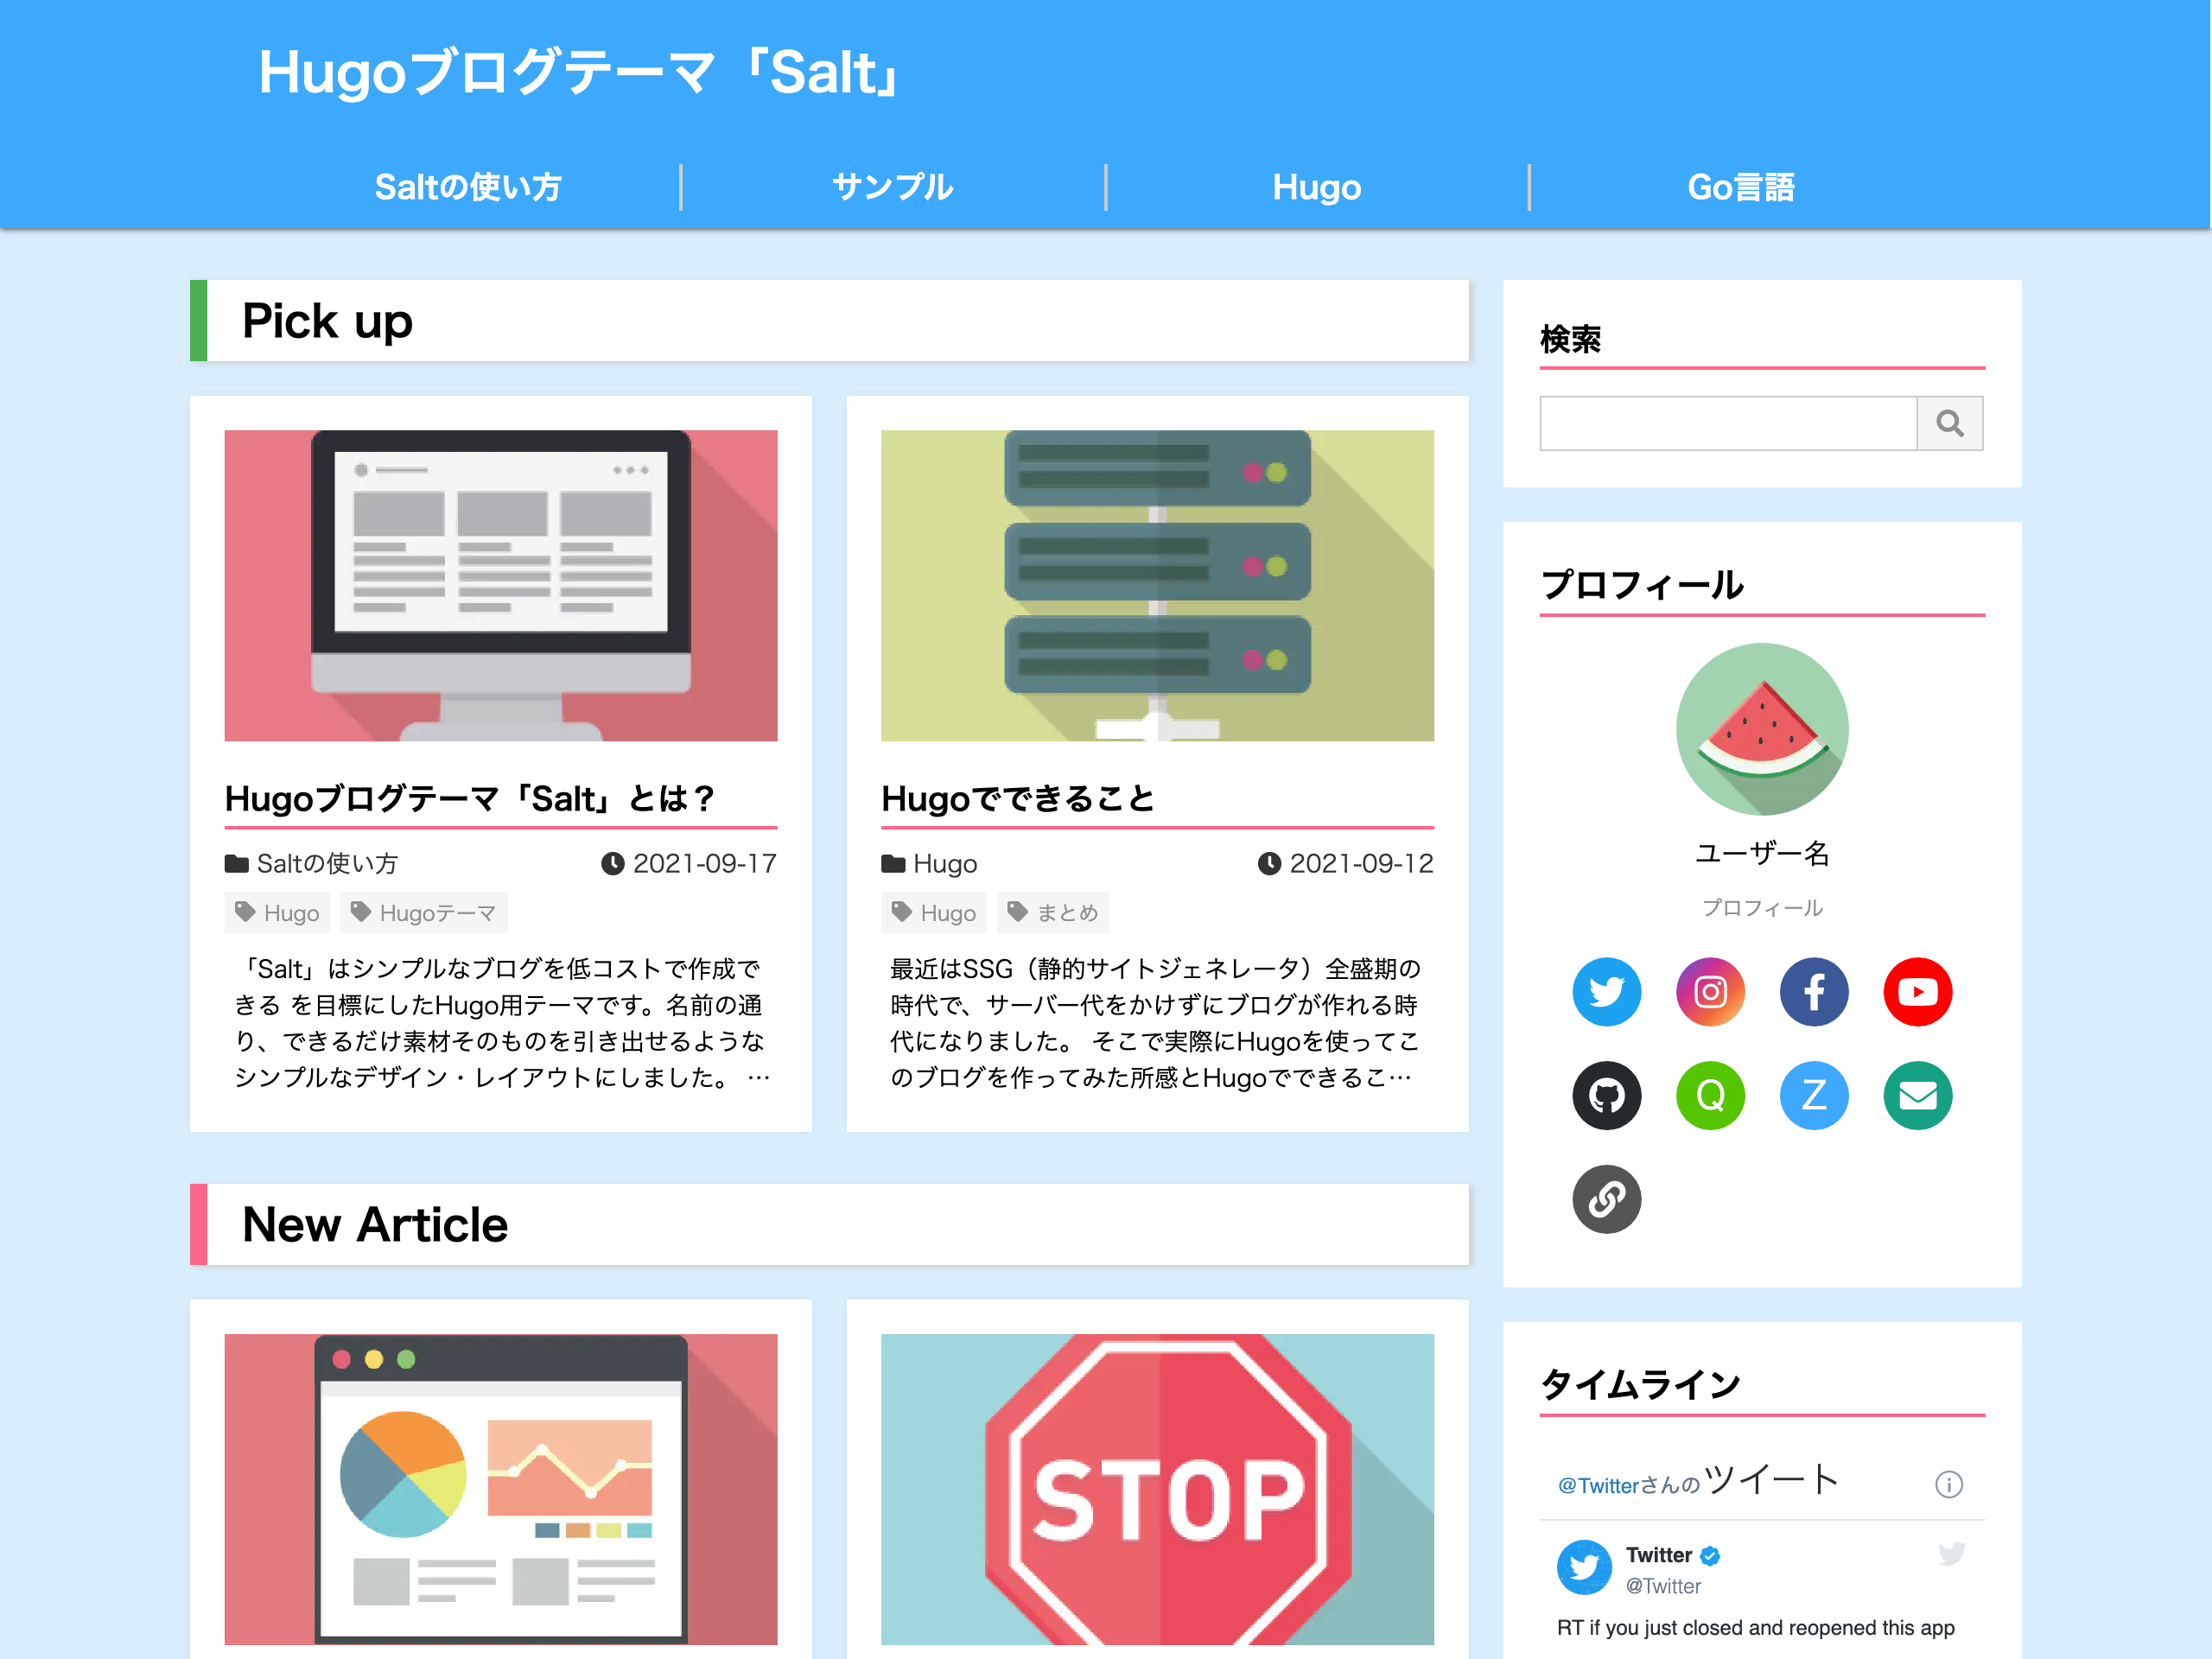 Hugoブログテーマ「Salt」
Saltの使い方
サンプル
Hugo
Go言語
Pick up
Hugoブログテーマ「Salt」とは？
Saltの使い方
2021-09-17
Hugo
Hugoテーマ
「Salt」はシンプルなブログを低コストで作成で
きる を目標にしたHugo用テーマです。名前の通
り、できるだけ素材そのものを引き出せるような
シンプルなデザイン・レイアウトにしました。 …
Hugoでできること
Hugo
2021-09-12
Hugo
まとめ
最近はSSG（静的サイトジェネレータ）全盛期の
時代で、サーバー代をかけずにブログが作れる時
代になりました。 そこで実際にHugoを使ってこ
のブログを作ってみた所感とHugoでできるこ…
New Article
STOP
検索
プロフィール
ユーザー名
プロフィール
Q
Z
タイムライン
@Twitterさんのツイート
Twitter
@Twitter
RT if you just closed and reopened this app